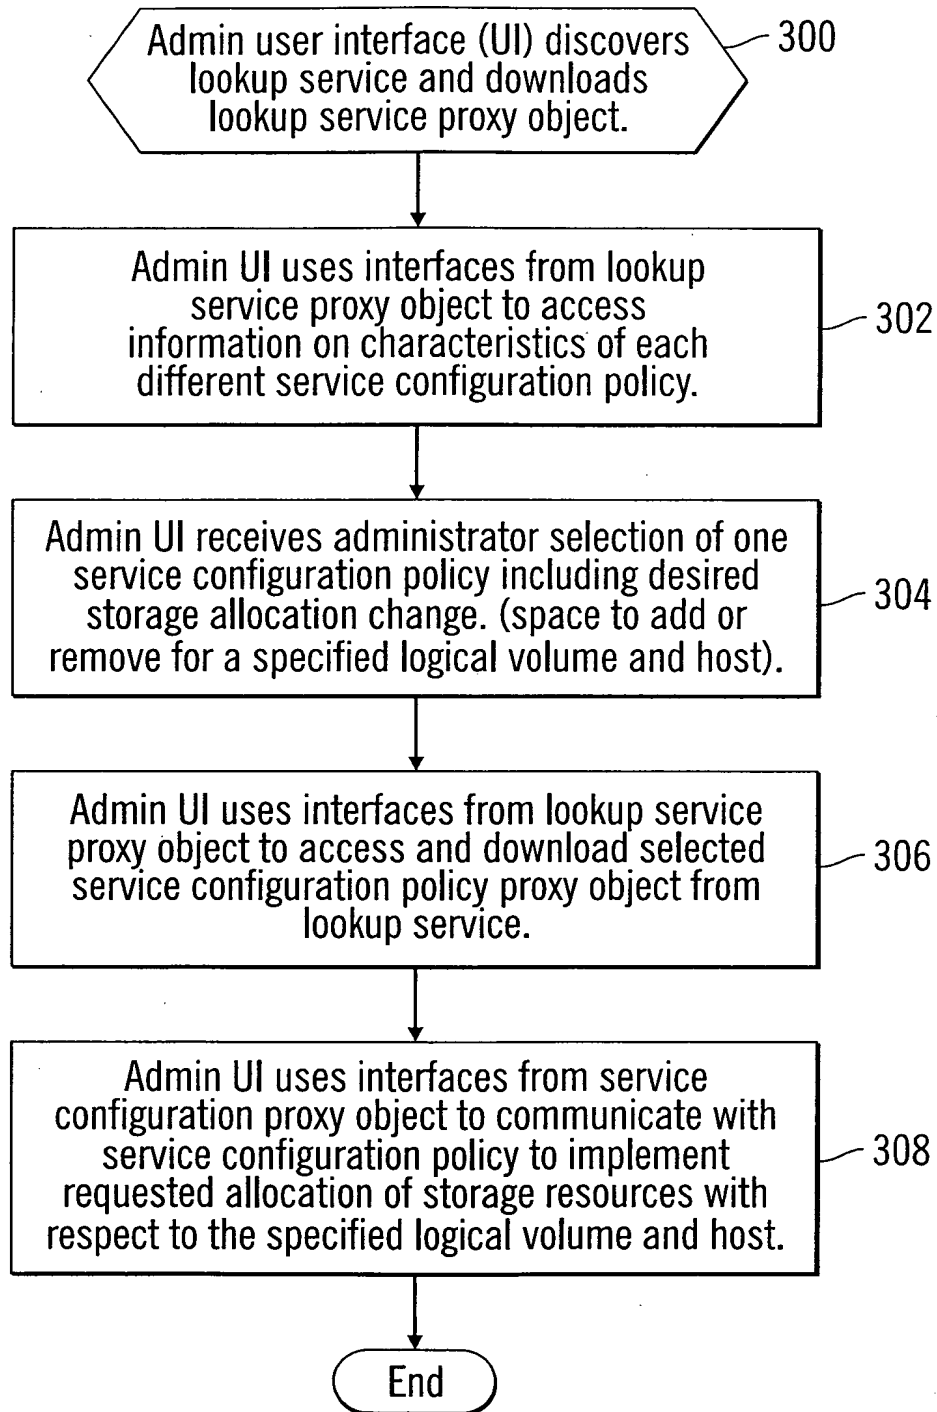 Admin user interface (UI) discovers
lookup service and downloads
lookup service proxy object.
300
Admin UI uses interfaces from lookup
service proxy object to access
information on characteristics of each
different service configuration policy.
302
Admin UI receives administrator selection of one
service configuration policy including desired
storage allocation change. (space to add or
remove for a specified logical volume and host).
304
Admin UI uses interfaces from lookup service
proxy object to access and download selected
service configuration policy proxy object from
lookup service.
306
Admin UI uses interfaces from service
configuration proxy object to communicate with
service configuration policy to implement
requested allocation of storage resources with
respect to the specified logical volume and host.
308
End